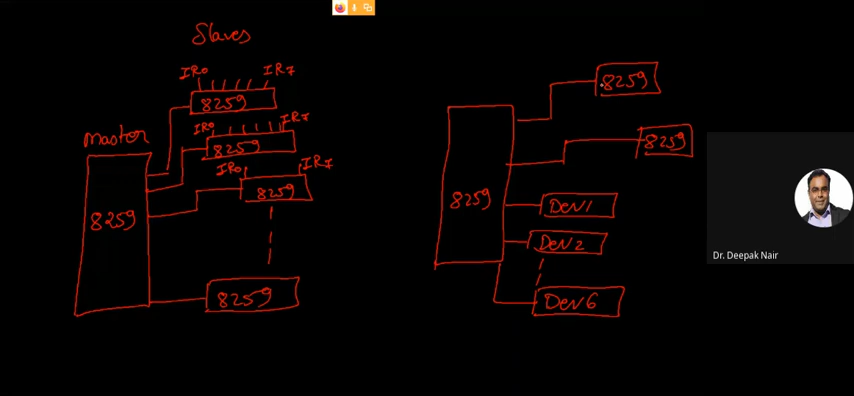 Slaves
IR0 IR7
8259
IR0 IR7
8259
IR0 IR7
8259
8259
Master
8259
8259
8259
8259
Dev1
Dev2
Dev6
Dr. Deepak Nair